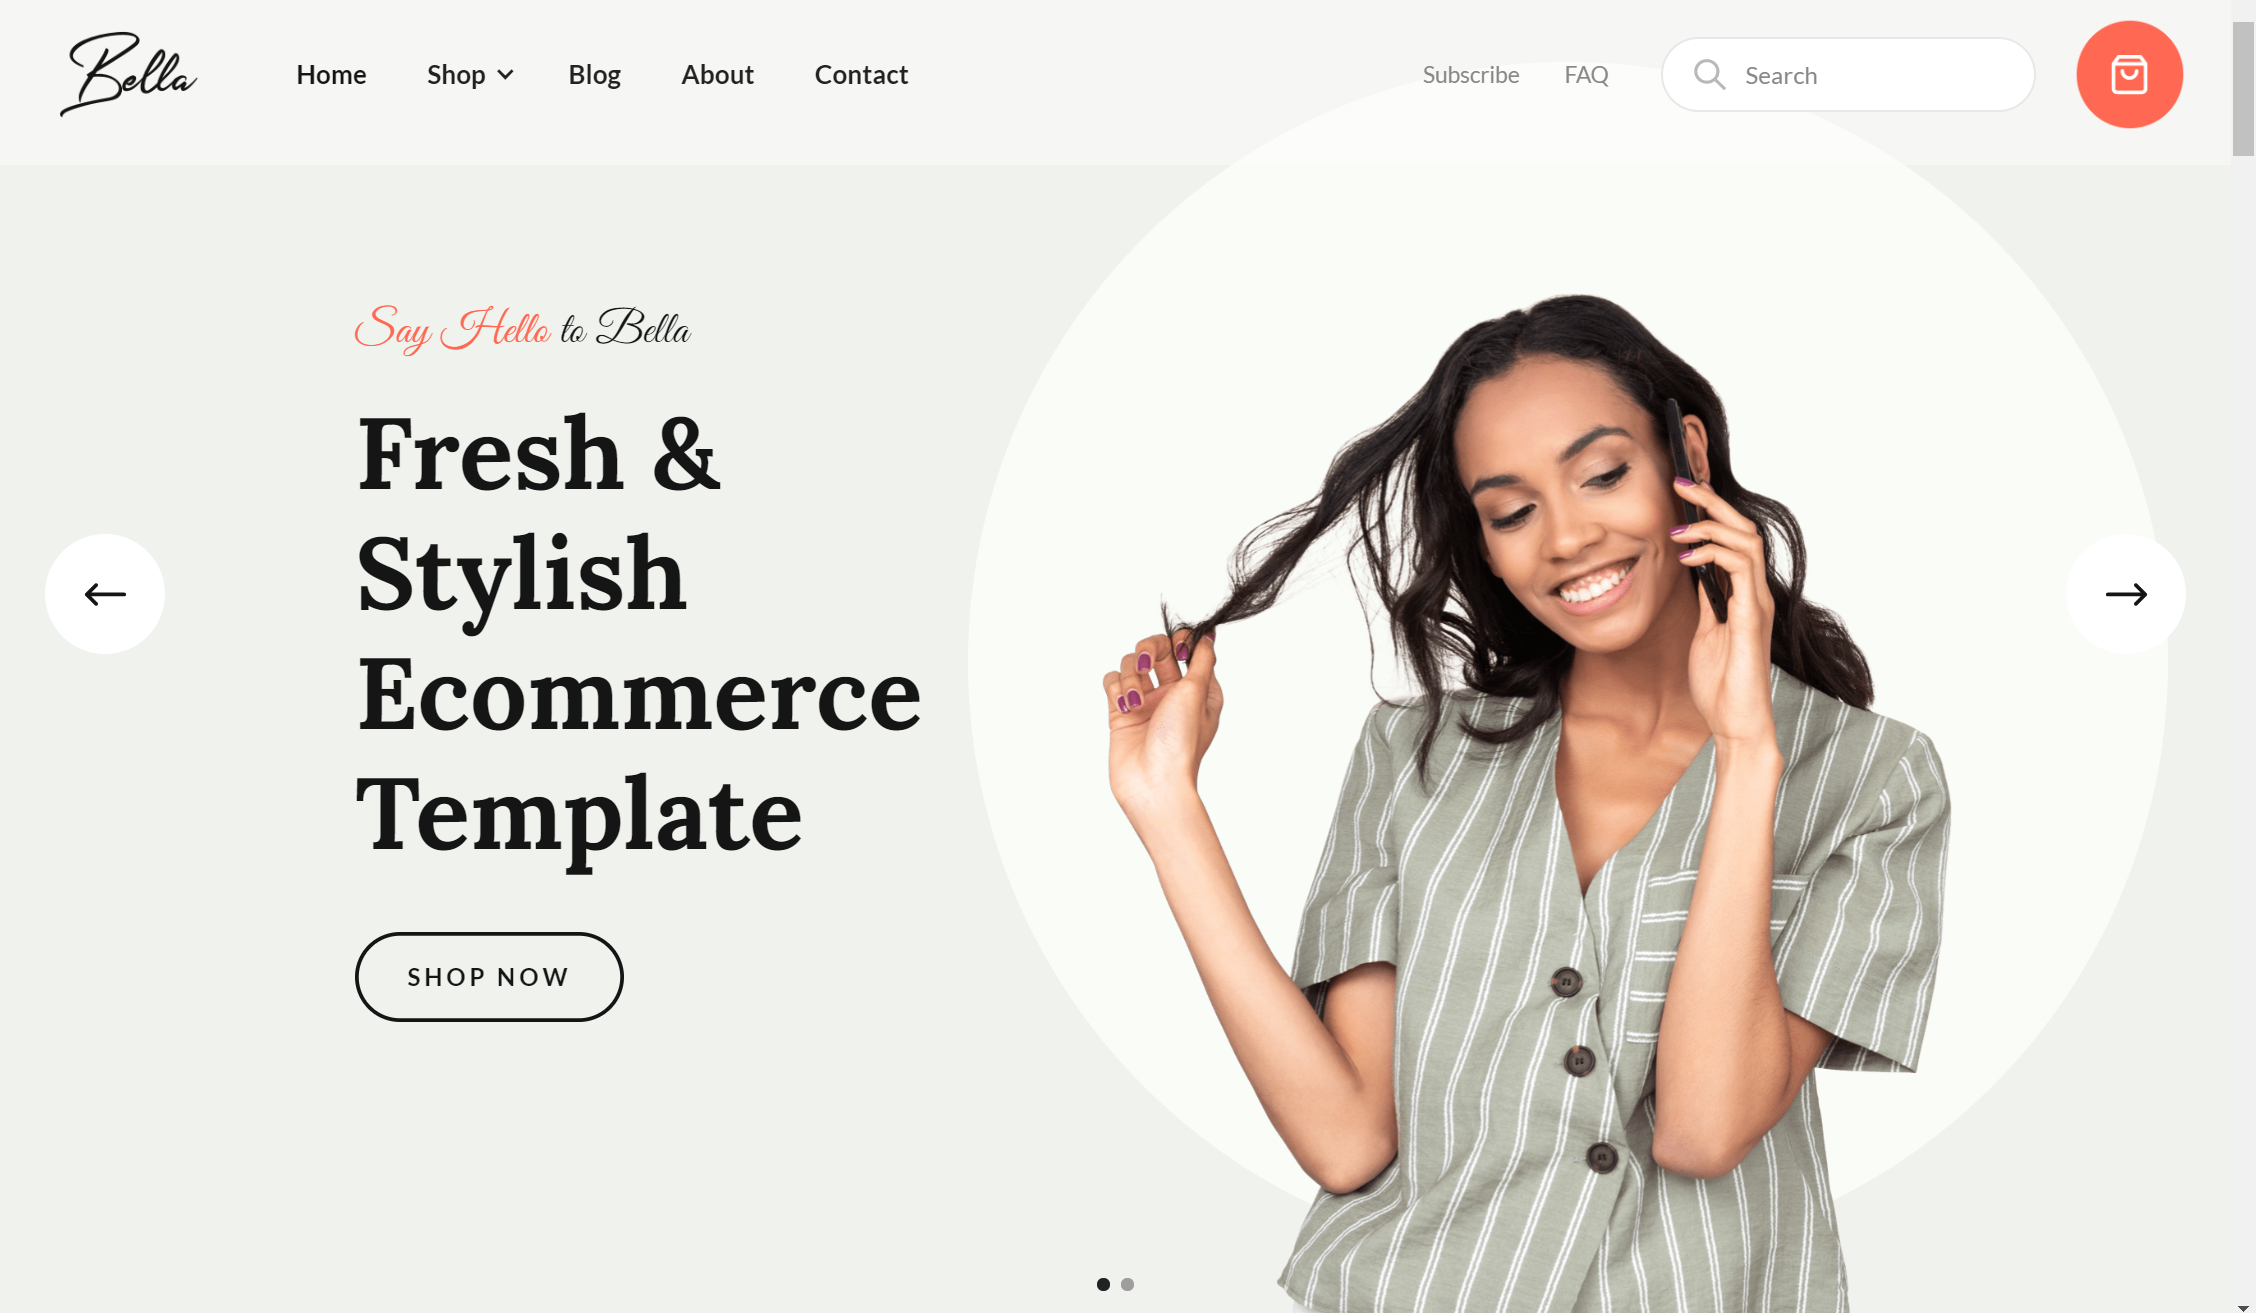 Bella
Home Shop Blog About Contact Subscribe FAQ Search
Say Hello to Bella
Fresh &
Stylish
Ecommerce
Template
SHOP NOW